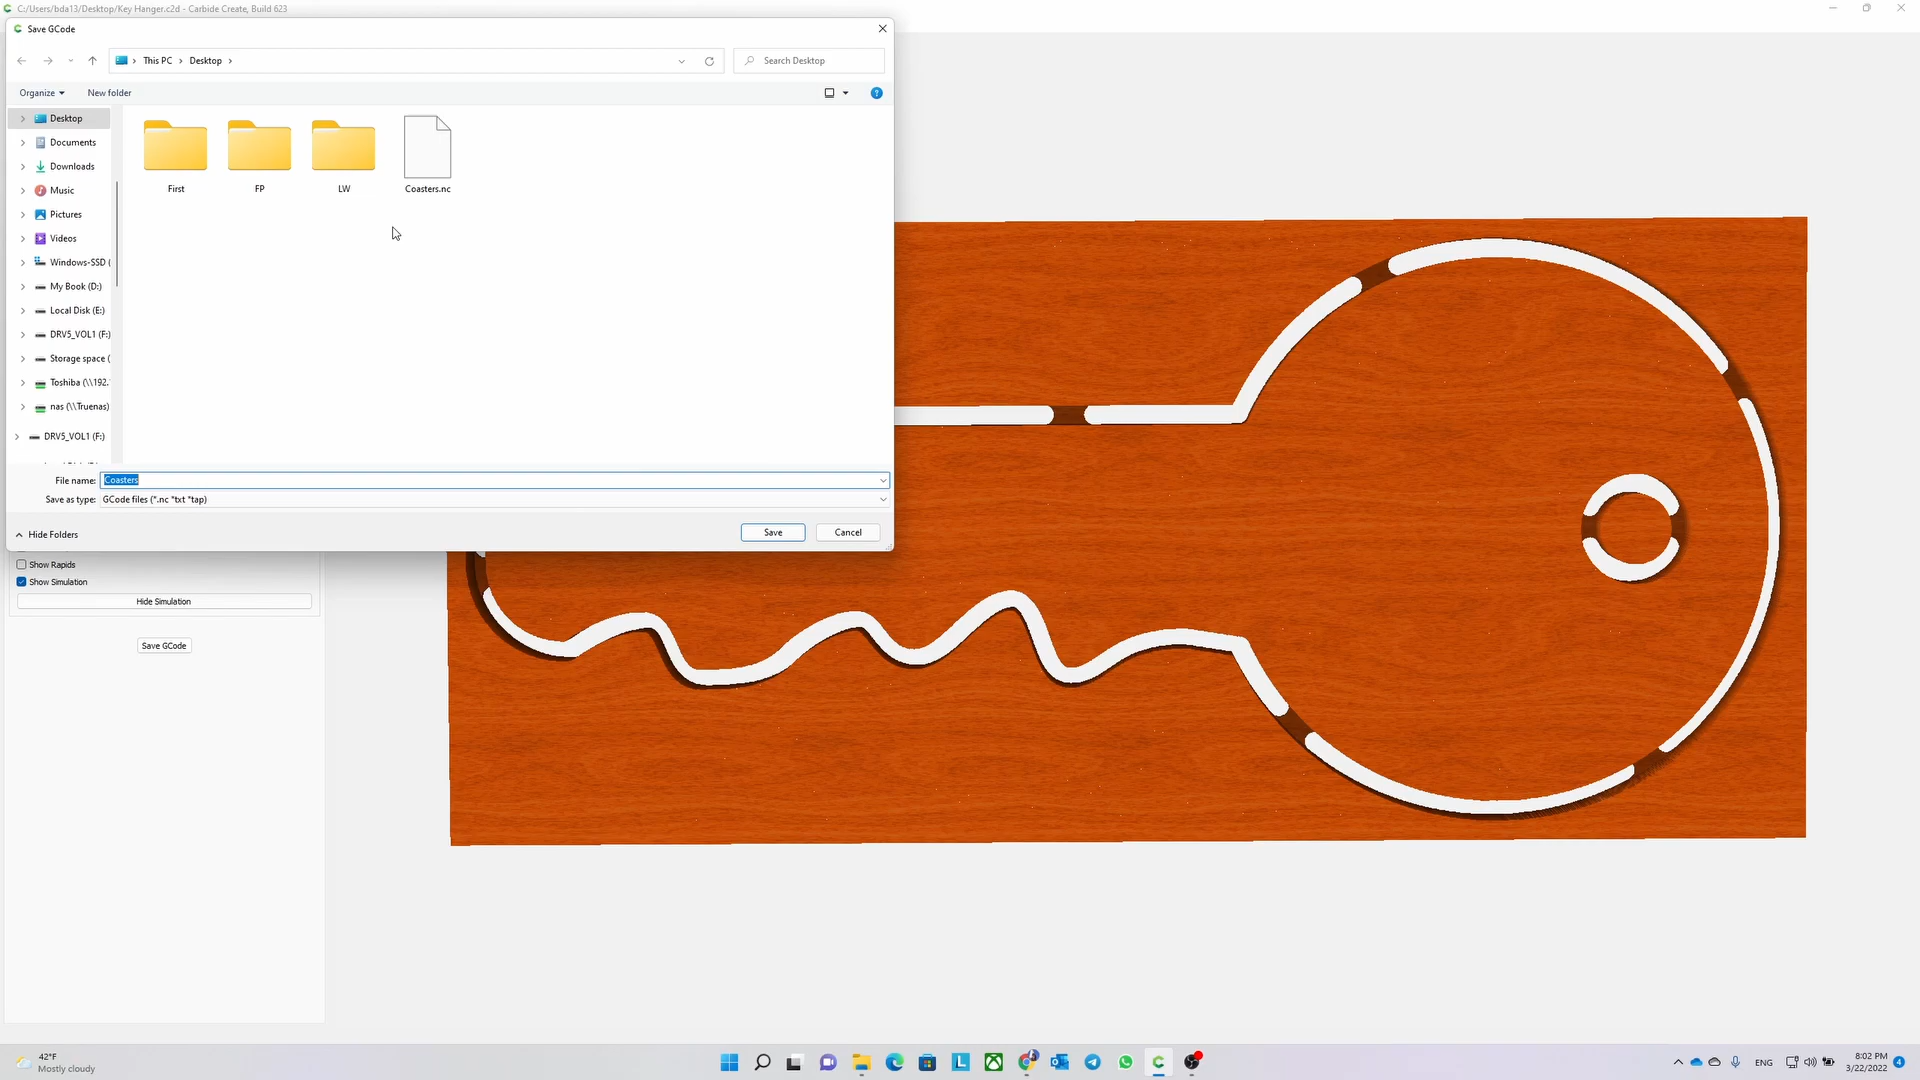 C:/Users/bda13/Desktop/Key Hanger.c2d - Carbide Create, Build 623
Save GCode
This PC
Desktop
Search Desktop
Organize
New folder
Desktop
Documents
Downloads
Music
Pictures
Videos
Windows-SSD (
My Book (D:)
Local Disk (E:)
DRV5_VOL1 (F:)
Storage space (
Toshiba (\\192.
nas (\\Truenas)
DRV5_VOL1 (F:)
First
FP
LW
Coasters.nc
File name:
Coasters
Save as type:
GCode files (*.nc *txt *tap)
Hide Folders
Save
Cancel
Show Rapids
Show Simulation
Hide Simulation
Save GCode
42°F
Mostly cloudy
ENG
8:02 PM
3/22/2022
4